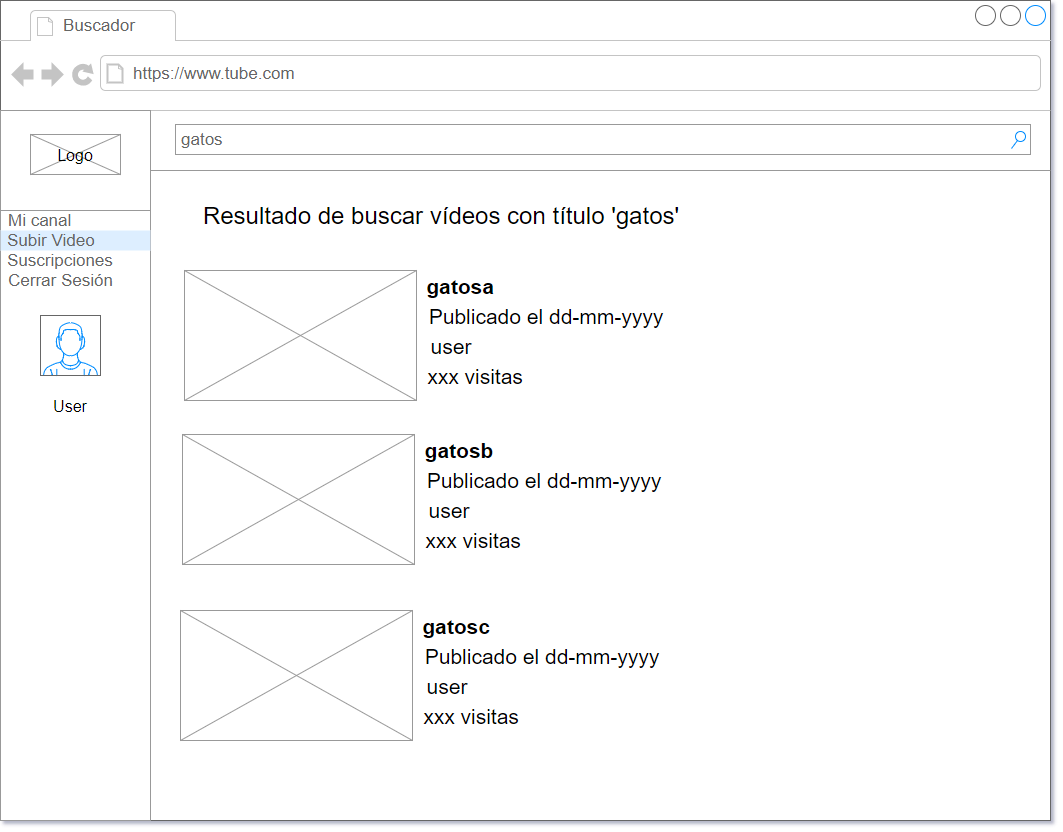 Buscador
https://www.tube.com
Logo
gatos
Mi canal
Subir Video
Suscripciones
Cerrar Sesión
User
Resultado de buscar vídeos con título 'gatos'
gatosa
Publicado el dd-mm-yyyy
user
xxx visitas
gatosb
Publicado el dd-mm-yyyy
user
xxx visitas
gatosc
Publicado el dd-mm-yyyy
user
xxx visitas